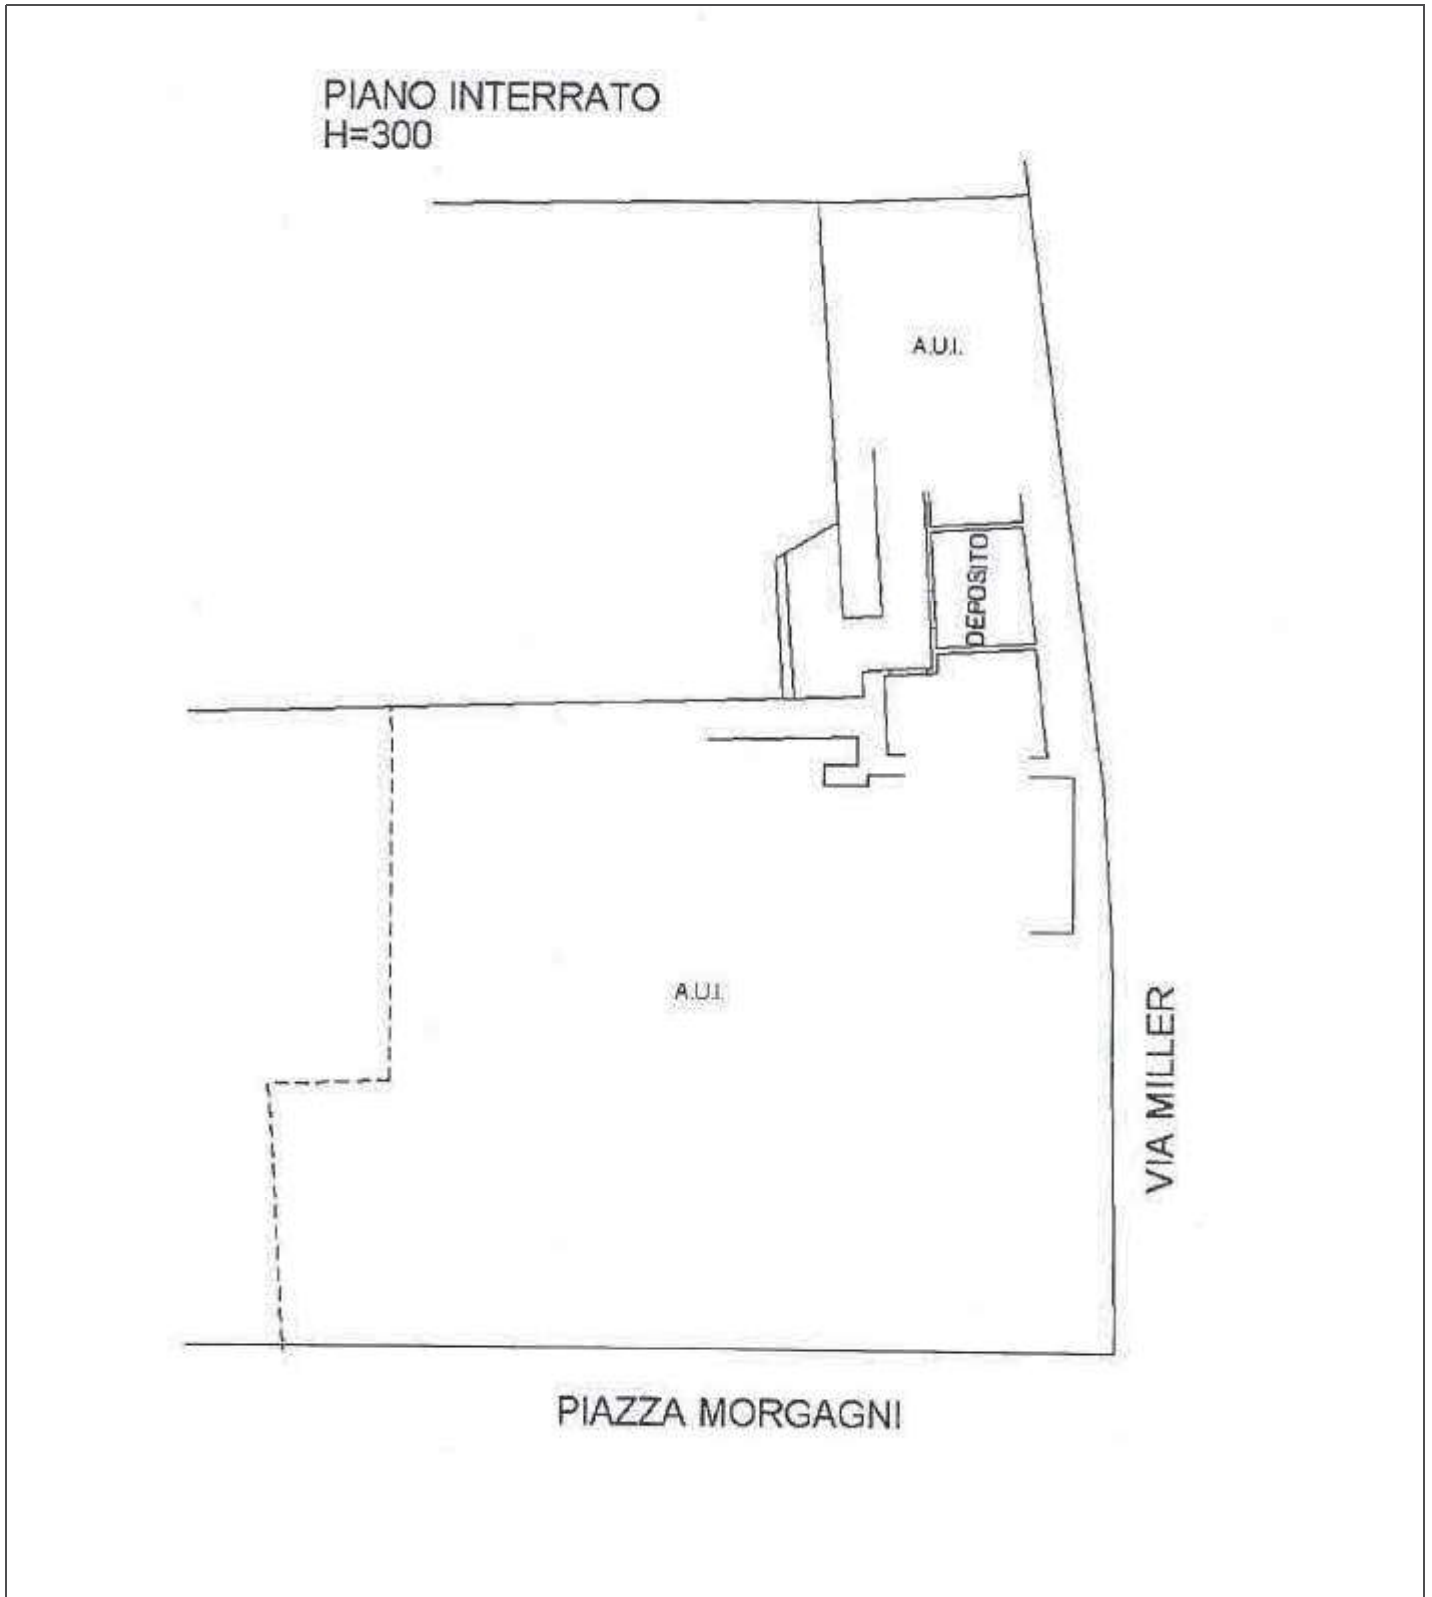 PIANO INTERRATO
H=300
A.U.I.
DEPOSITO
A.U.I.
VIA MILLER
PIAZZA MORGAGNI